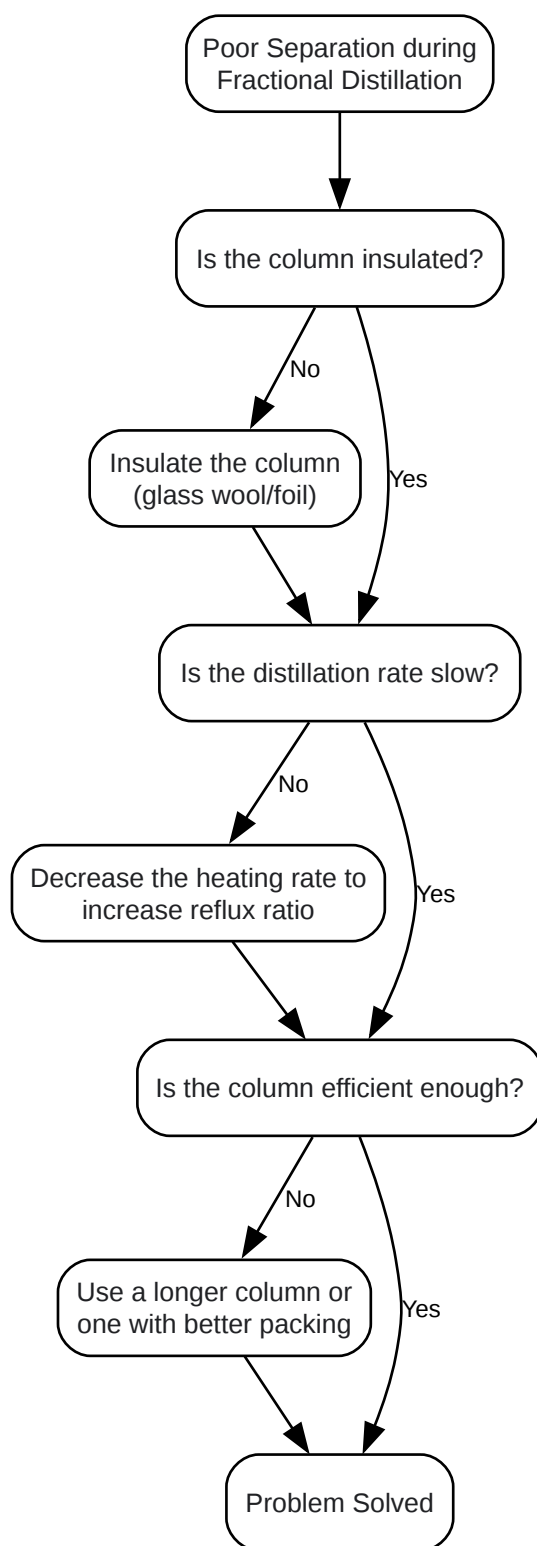 Poor Separation during
Fractional Distillation
Is the column insulated?
No
Insulate the column
(glass wool/foil)
Yes
Is the distillation rate slow?
No
Decrease the heating rate to
increase reflux ratio
Yes
Is the column efficient enough?
No
Use a longer column or
one with better packing
Yes
Problem Solved